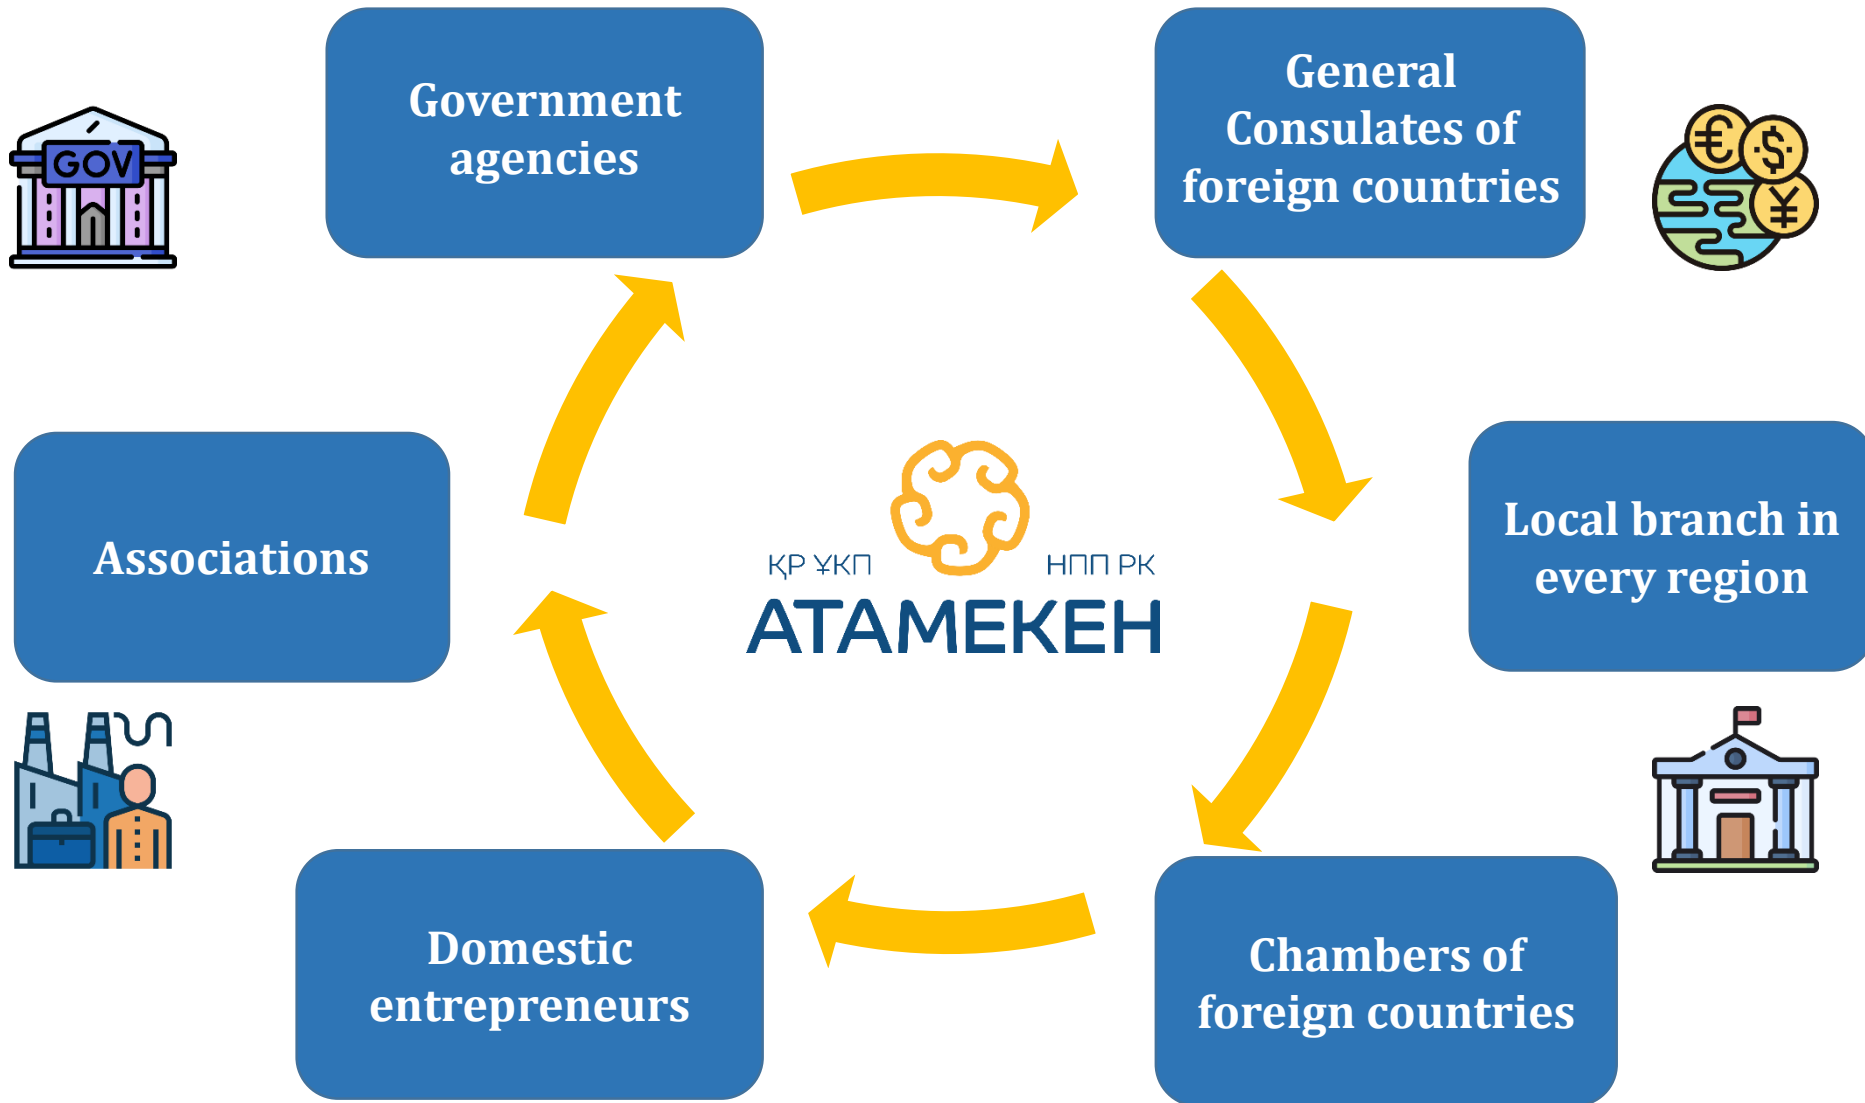 Government
agencies
General
Consulates of
foreign countries
GOV
€
$
¥
Associations
Local branch in
every region
ҚР ҰКП
НПП РК
АТАМЕКЕН
Domestic
entrepreneurs
Chambers of
foreign countries